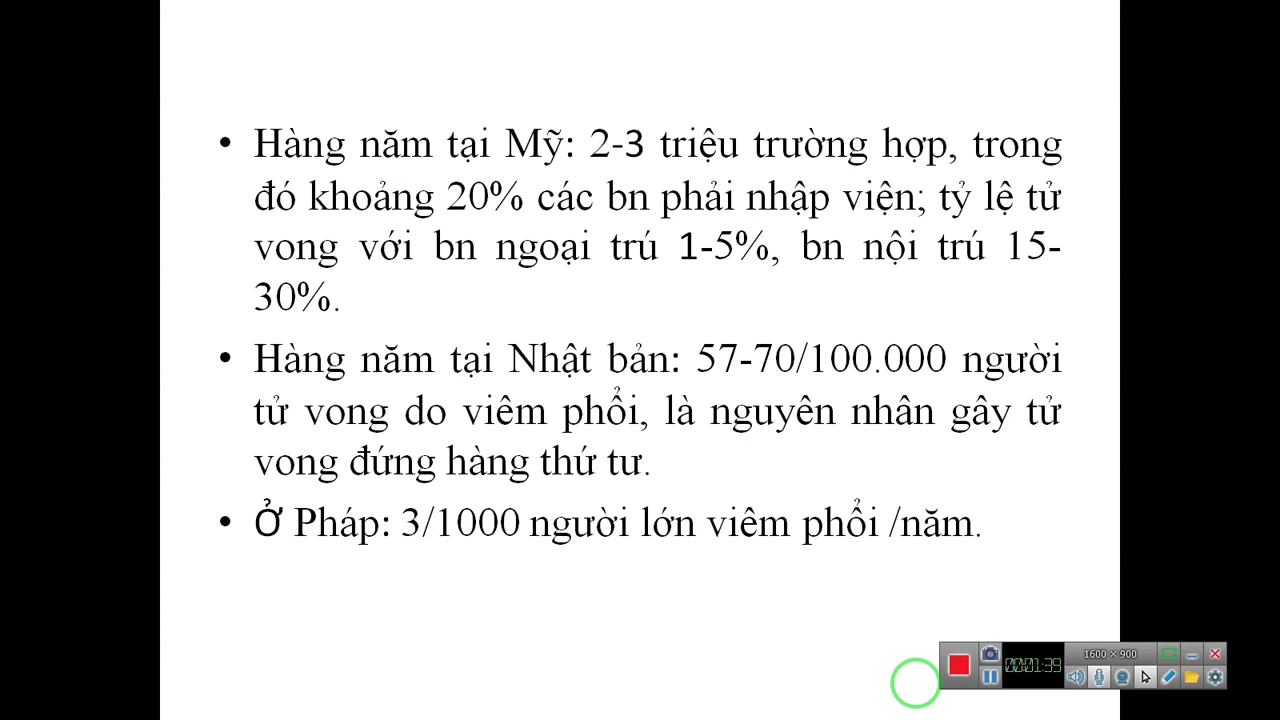 • Hàng năm tại Mỹ: 2-3 triệu trường hợp, trong
đó khoảng 20% các bn phải nhập viện; tỷ lệ tử
vong với bn ngoại trú 1-5%, bn nội trú 15-
30%.
• Hàng năm tại Nhật bản: 57-70/100.000 người
tử vong do viêm phổi, là nguyên nhân gây tử
vong đứng hàng thứ tư.
• Ở Pháp: 3/1000 người lớn viêm phổi /năm.
1600 × 900
00:01:39